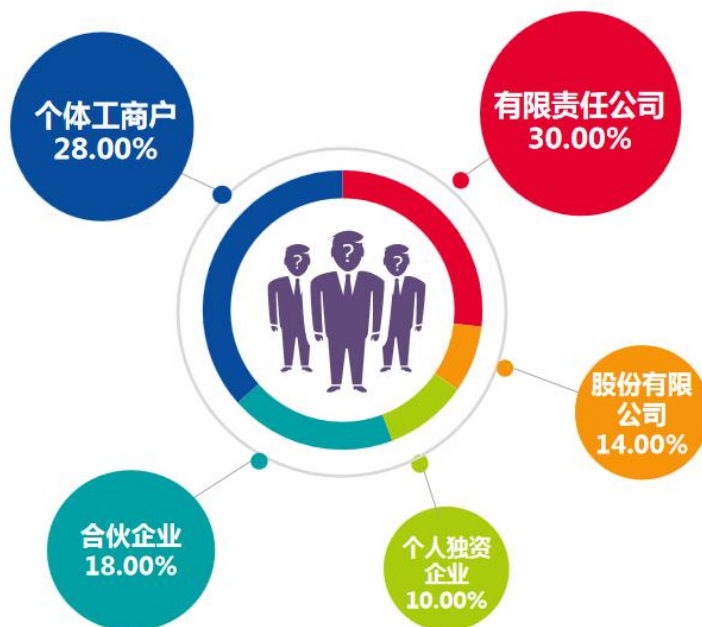 个体工商户
28.00%
有限责任公司
30.00%
? ? ?
股份有限
公司
14.00%
合伙企业
18.00%
个人独资
企业
10.00%